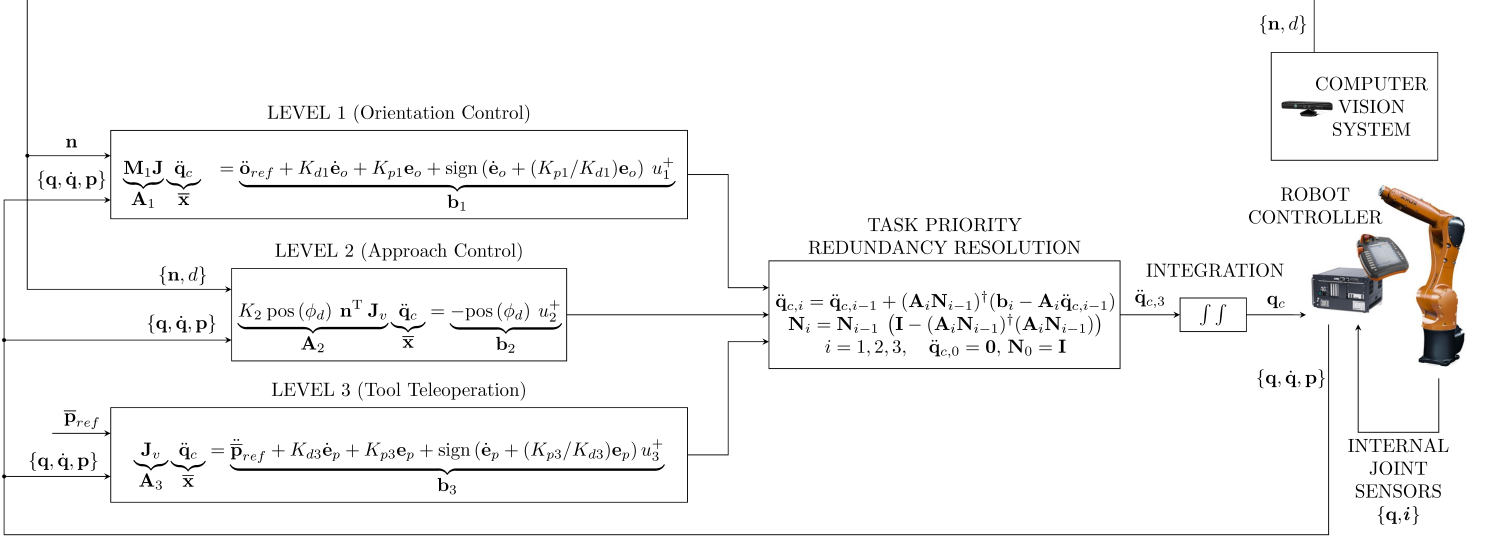 {n, d}
COMPUTER
VISION
SYSTEM
LEVEL 1 (Orientation Control)
n
{q, q̇, p}
M₁J q̈_c = ö_ref + K_d1 ė_o + K_p1 e_o + sign (ė_o + (K_p1/K_d1)e_o) u₁⁺
A₁ x̅ b₁
LEVEL 2 (Approach Control)
{n, d}
{q, q̇, p}
K₂ pos (ϕ_d) nᵀ J_v q̈_c = −pos (ϕ_d) u₂⁺
A₂ x̅ b₂
LEVEL 3 (Tool Teleoperation)
p̅_ref
{q, q̇, p}
J_v q̈_c = p̅̈_ref + K_d3 ė_p + K_p3 e_p + sign (ė_p + (K_p3/K_d3)e_p) u₃⁺
A₃ x̅ b₃
TASK PRIORITY
REDUNDANCY RESOLUTION
q̈_c,i = q̈_c,i−1 + (A_i N_i−1)†(b_i − A_i q̈_c,i−1)
N_i = N_i−1 (I − (A_i N_i−1)†(A_i N_i−1))
i = 1, 2, 3, q̈_c,0 = 0, N₀ = I
INTEGRATION
q̈_c,3
∫∫
q_c
ROBOT
CONTROLLER
{q, q̇, p}
INTERNAL
JOINT
SENSORS
{q, i}